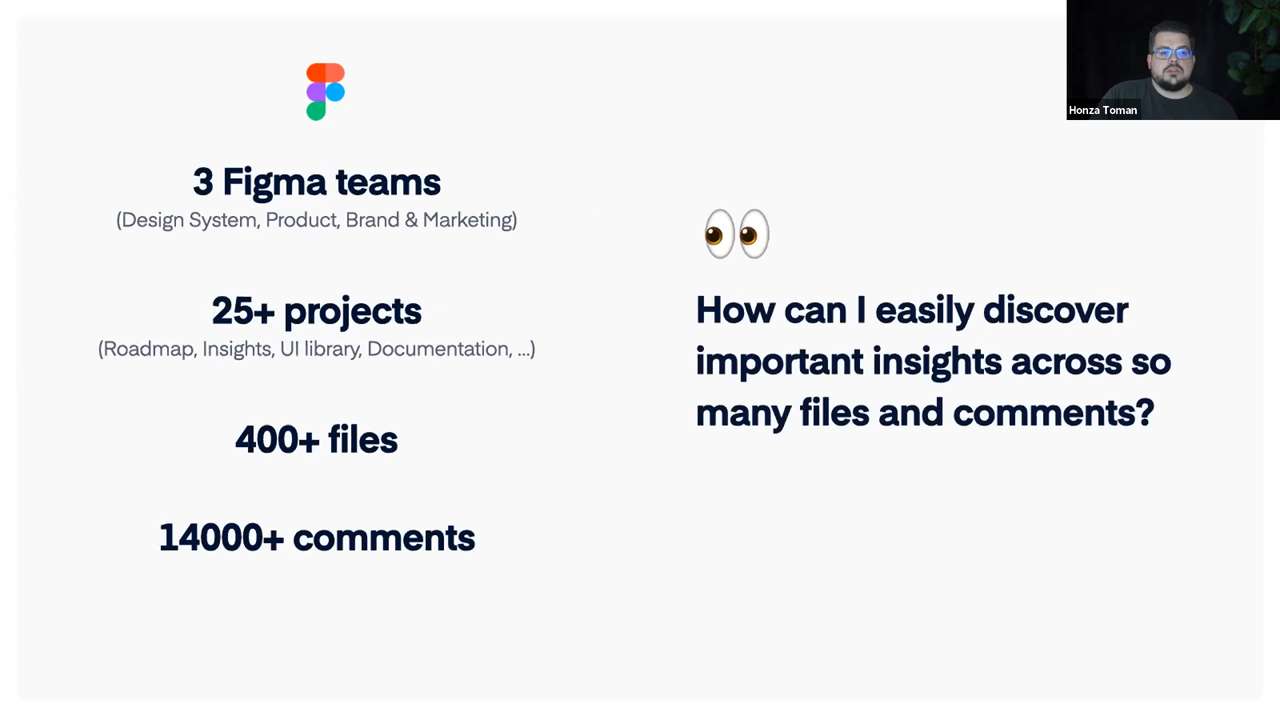 3 Figma teams
(Design System, Product, Brand & Marketing)
25+ projects
(Roadmap, Insights, UI library, Documentation, ...)
400+ files
14000+ comments
How can I easily discover
important insights across so
many files and comments?
Honza Toman